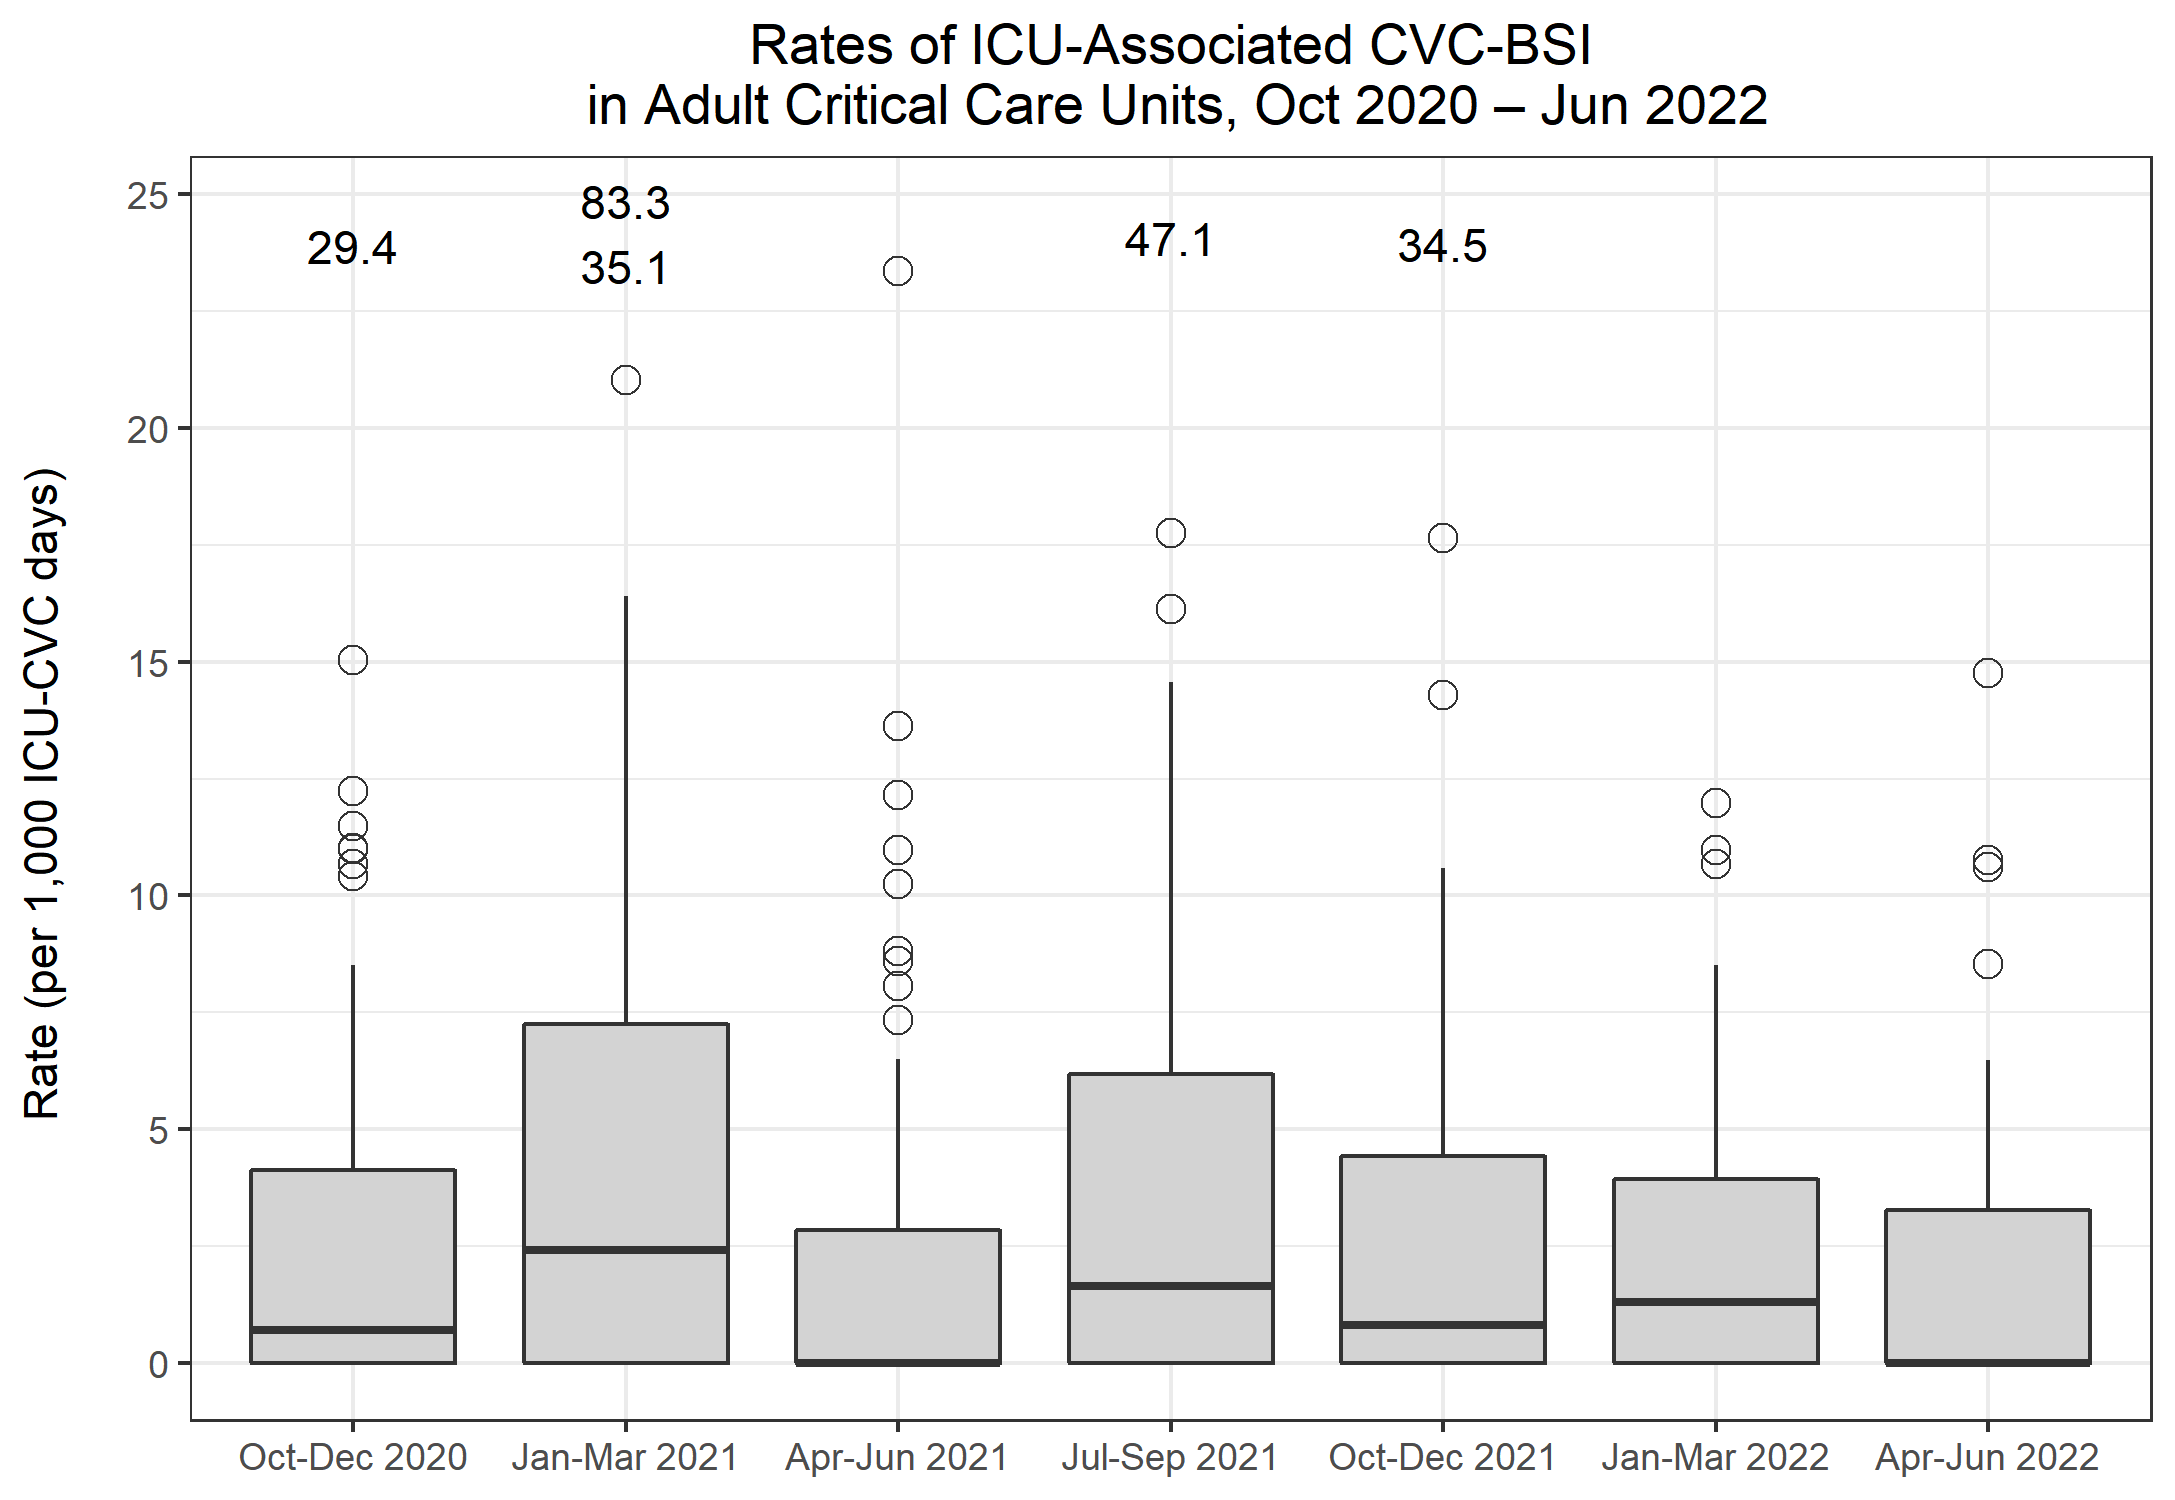 Rates of ICU-Associated CVC-BSI
in Adult Critical Care Units, Oct 2020 – Jun 2022
Rate (per 1,000 ICU-CVC days)
25
20
15
10
5
0
29.4
83.3
35.1
47.1
34.5
Oct-Dec 2020
Jan-Mar 2021
Apr-Jun 2021
Jul-Sep 2021
Oct-Dec 2021
Jan-Mar 2022
Apr-Jun 2022